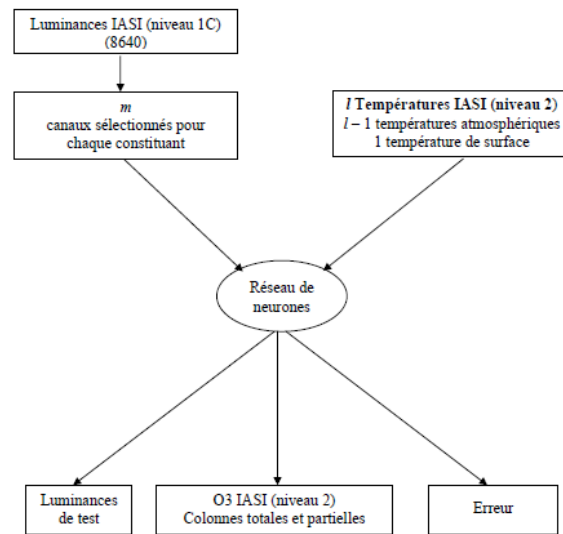 Luminances IASI (niveau 1C)
(8640)
m
canaux sélectionnés pour
chaque constituant
l Températures IASI (niveau 2)
l – 1 températures atmosphériques
1 température de surface
Réseau de
neurones
Luminances
de test
O3 IASI (niveau 2)
Colonnes totales et partielles
Erreur